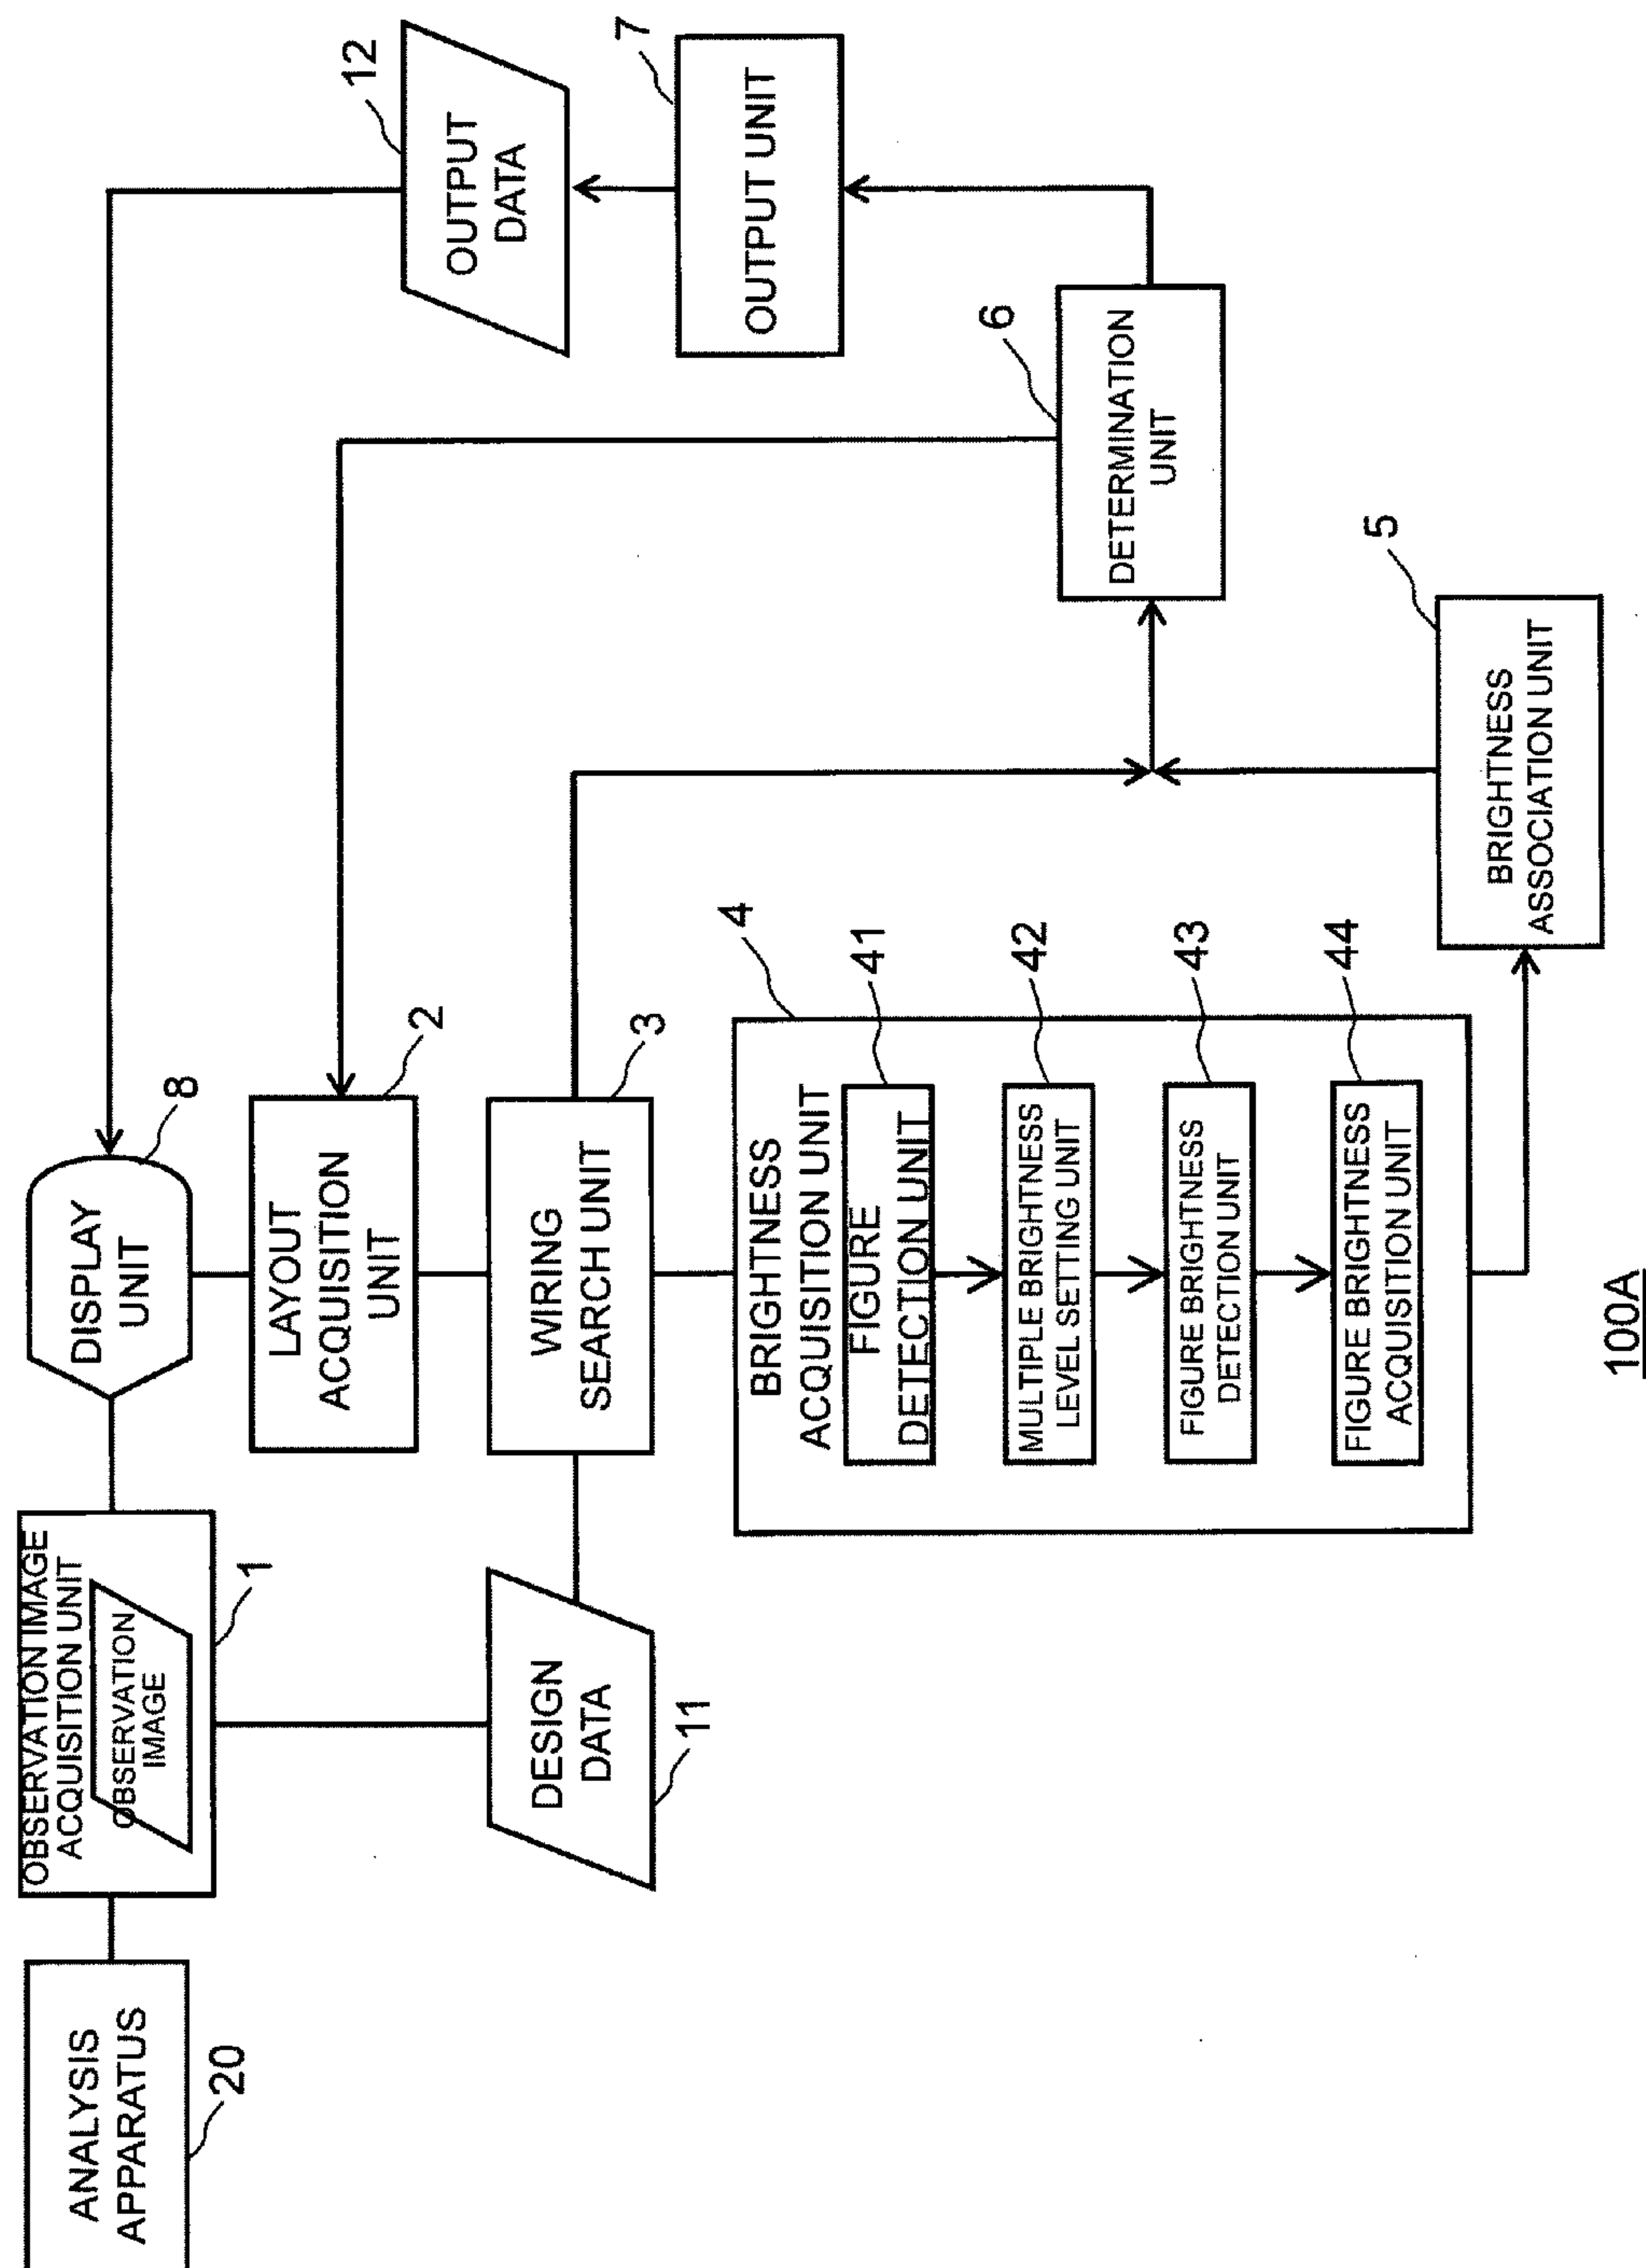 ANALYSIS
APPARATUS
20
OBSERVATION IMAGE
ACQUISITION UNIT
OBSERVATION
IMAGE
1
DISPLAY
UNIT
8
OUTPUT
DATA
12
LAYOUT
ACQUISITION
UNIT
2
DESIGN
DATA
11
WIRING
SEARCH UNIT
3
OUTPUT UNIT
7
BRIGHTNESS
ACQUISITION UNIT
4
FIGURE
DETECTION UNIT
41
MULTIPLE BRIGHTNESS
LEVEL SETTING UNIT
42
FIGURE BRIGHTNESS
DETECTION UNIT
43
FIGURE BRIGHTNESS
ACQUISITION UNIT
44
DETERMINATION
UNIT
6
BRIGHTNESS
ASSOCIATION UNIT
5
100A